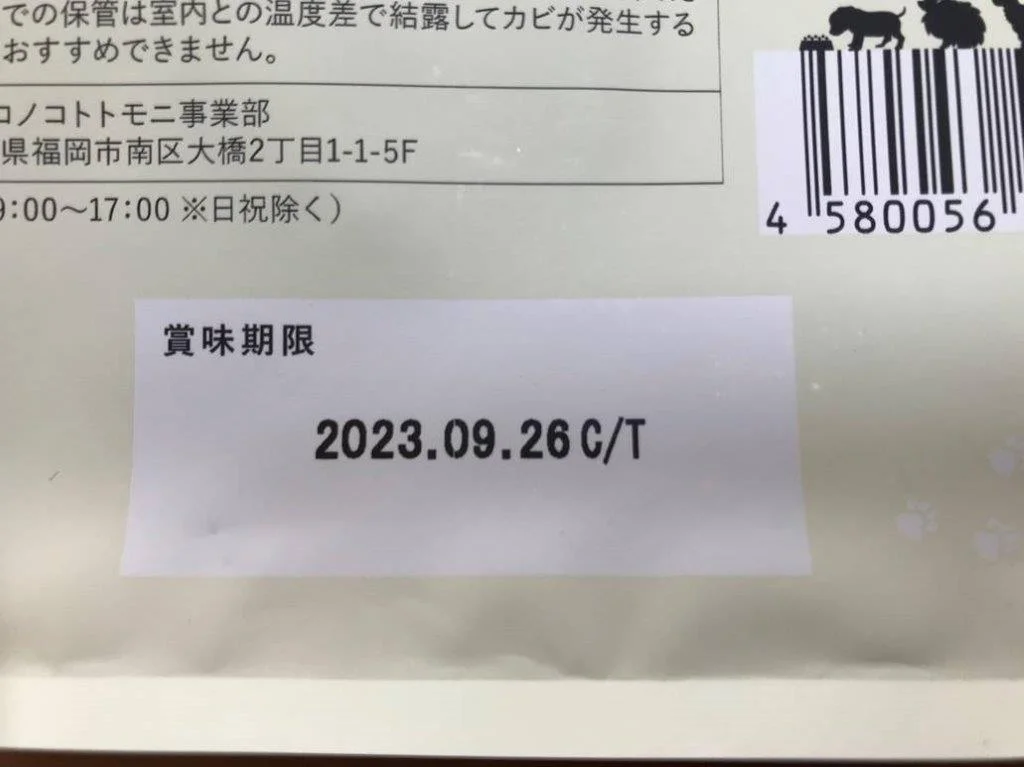 での保管は室内との温度差で結露してカビが発生する
おすすめできません。
コノコトトモニ事業部
県福岡市南区大橋2丁目1-1-5F
9:00〜17:00 ※日祝除く）
4 580056
賞味期限
2023.09.26 C/T